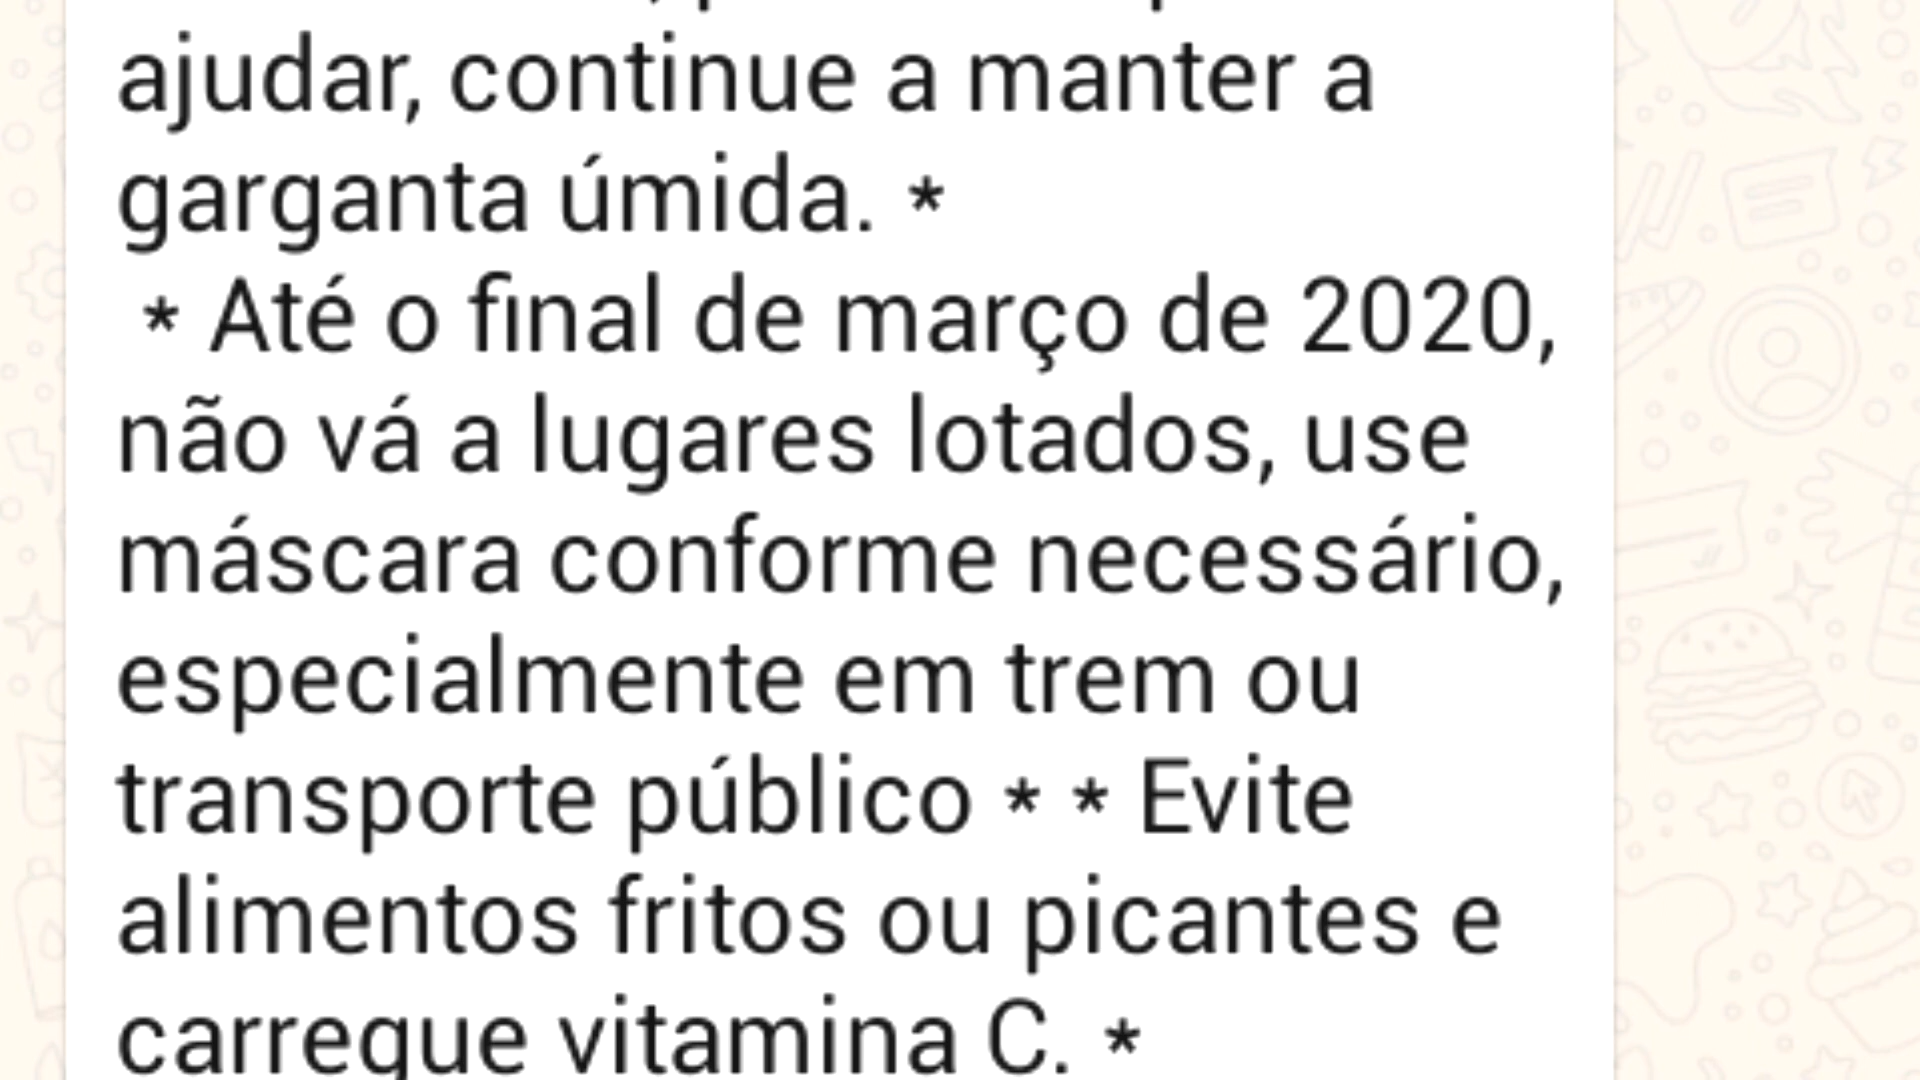 ajudar, continue a manter a
garganta úmida. *
* Até o final de março de 2020,
não vá a lugares lotados, use
máscara conforme necessário,
especialmente em trem ou
transporte público * * Evite
alimentos fritos ou picantes e
carregue vitamina C. *